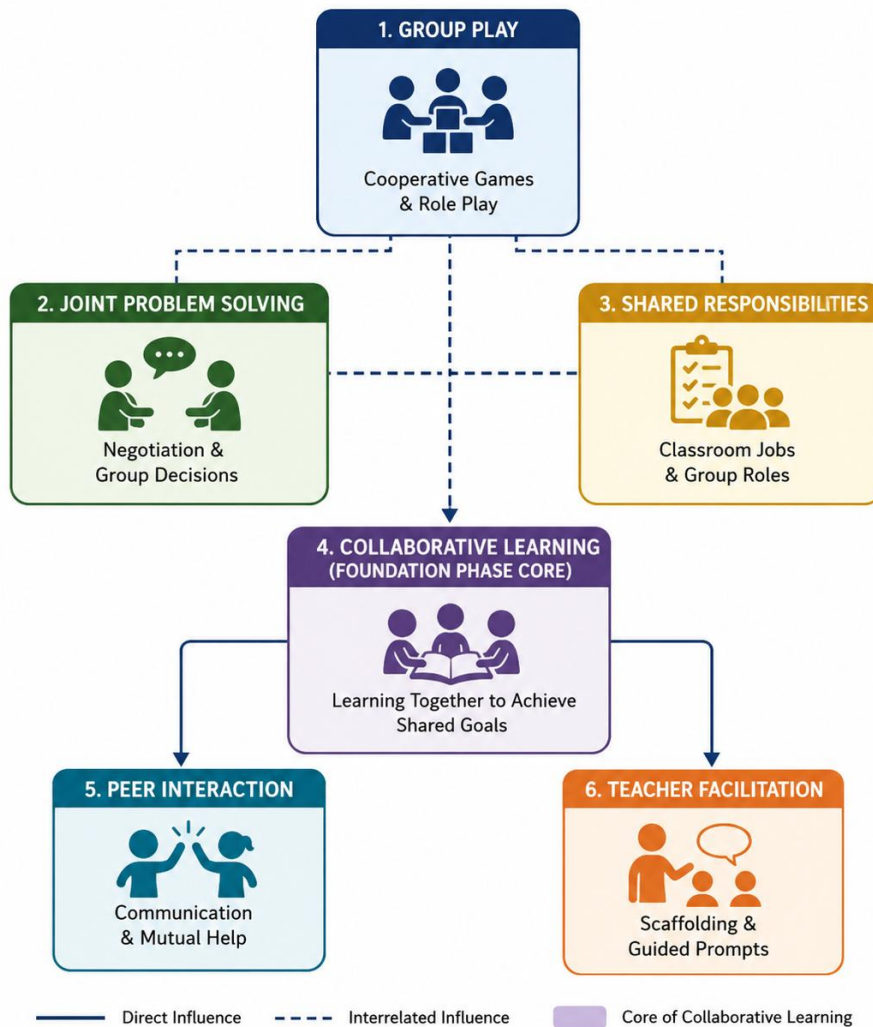 1. GROUP PLAY
Cooperative Games
& Role Play
2. JOINT PROBLEM SOLVING
Negotiation &
Group Decisions
3. SHARED RESPONSIBILITIES
Classroom Jobs
& Group Roles
4. COLLABORATIVE LEARNING
(FOUNDATION PHASE CORE)
Learning Together to Achieve
Shared Goals
5. PEER INTERACTION
Communication
& Mutual Help
6. TEACHER FACILITATION
Scaffolding &
Guided Prompts
Direct Influence
Interrelated Influence
Core of Collaborative Learning